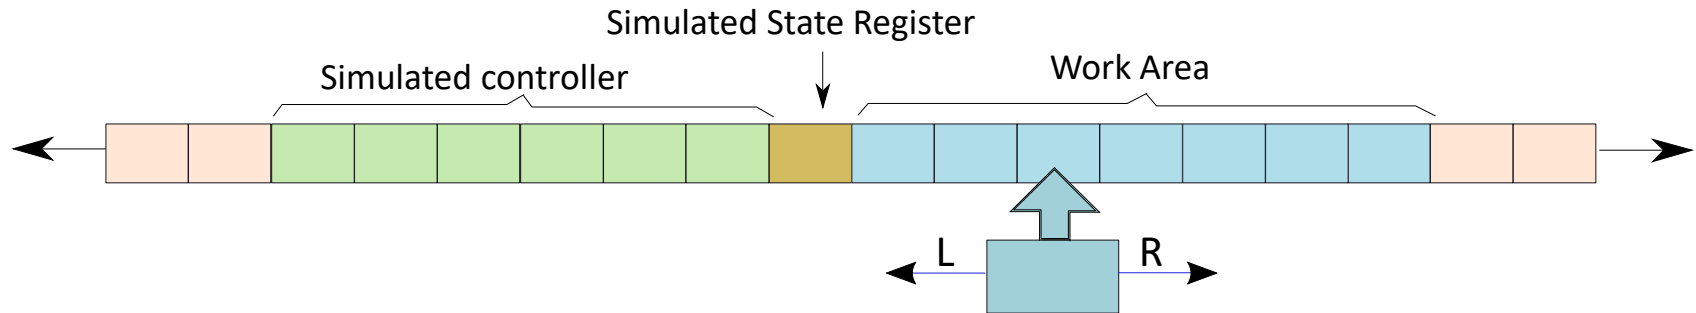 Simulated State Register
Simulated controller
Work Area
L
R